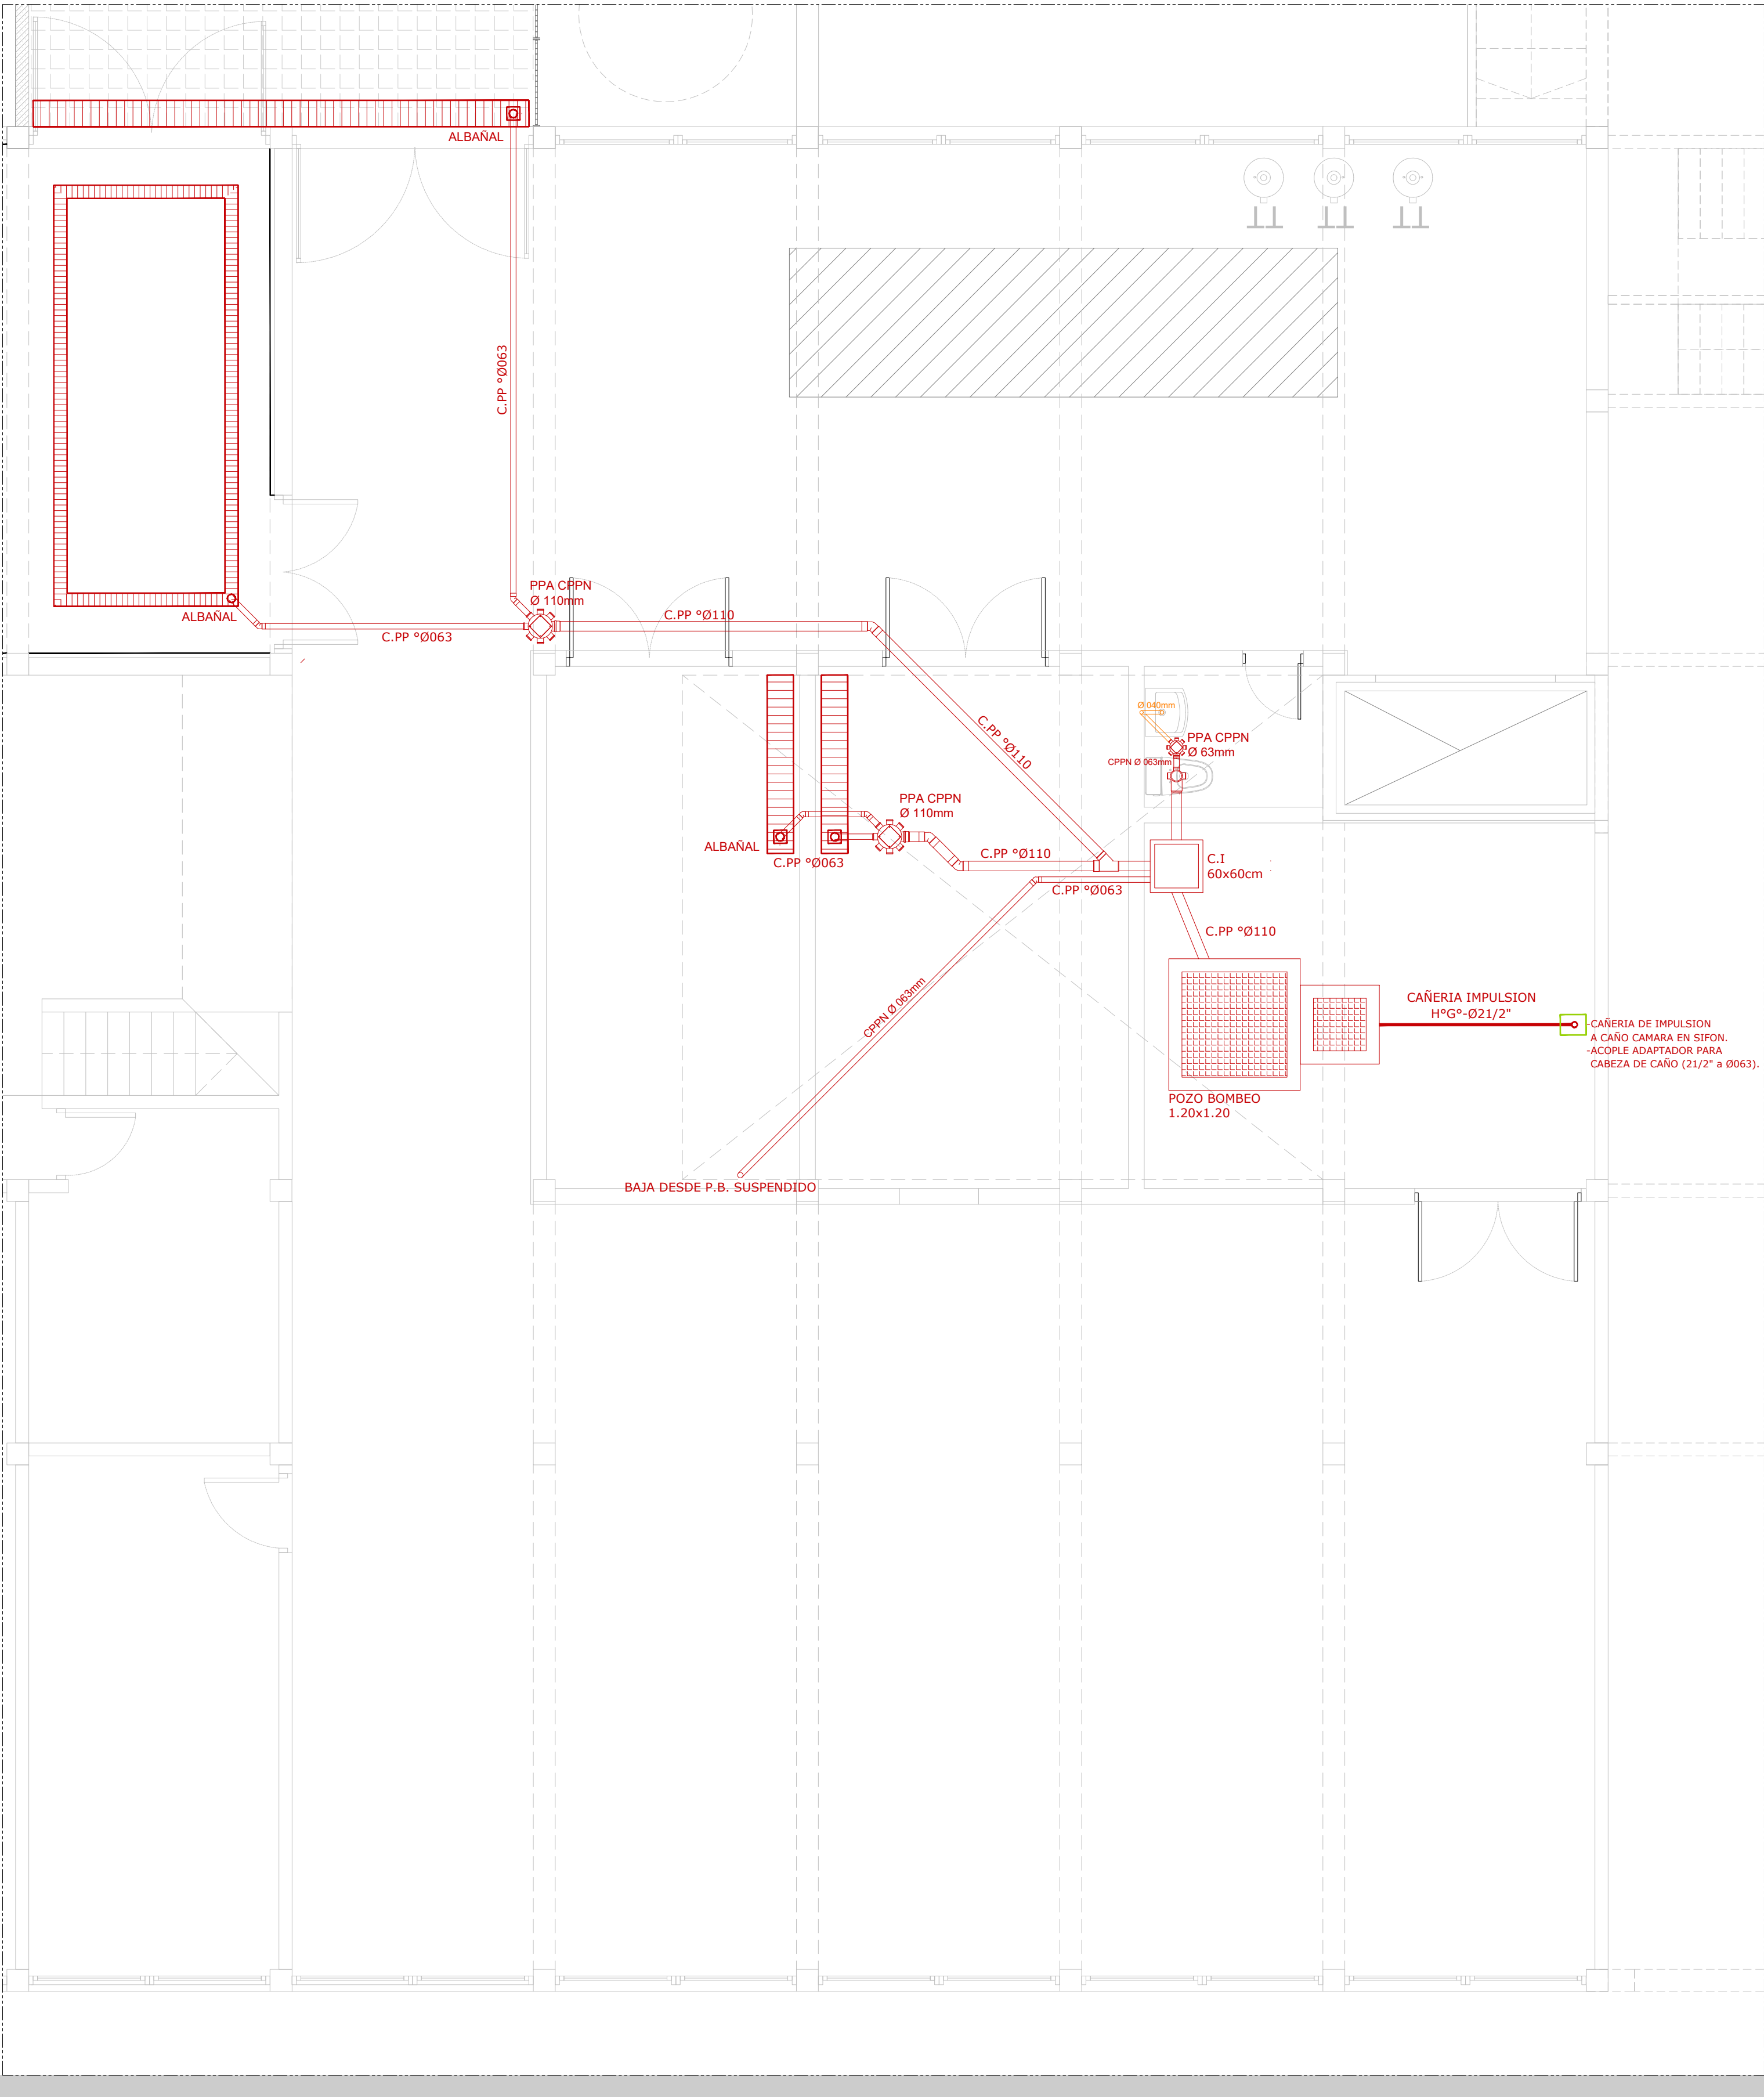 ALBAÑAL
C.PP °Ø063
PPA CPPN
Ø 110mm
C.PP °Ø110
ALBAÑAL
C.PP °Ø063
Ø 040mm
C.PP °Ø110
PPA CPPN
Ø 63mm
CPPN Ø 063mm
PPA CPPN
Ø 110mm
ALBAÑAL
C.PP °Ø063
C.PP °Ø110
C.I
60x60cm
C.PP °Ø063
C.PP °Ø110
CPPN Ø 063mm
CAÑERIA IMPULSION
H°G°-Ø21/2"
-CAÑERIA DE IMPULSION
A CAÑO CAMARA EN SIFON.
-ACOPLE ADAPTADOR PARA
CABEZA DE CAÑO (21/2" a Ø063).
POZO BOMBEO
1.20x1.20
BAJA DESDE P.B. SUSPENDIDO